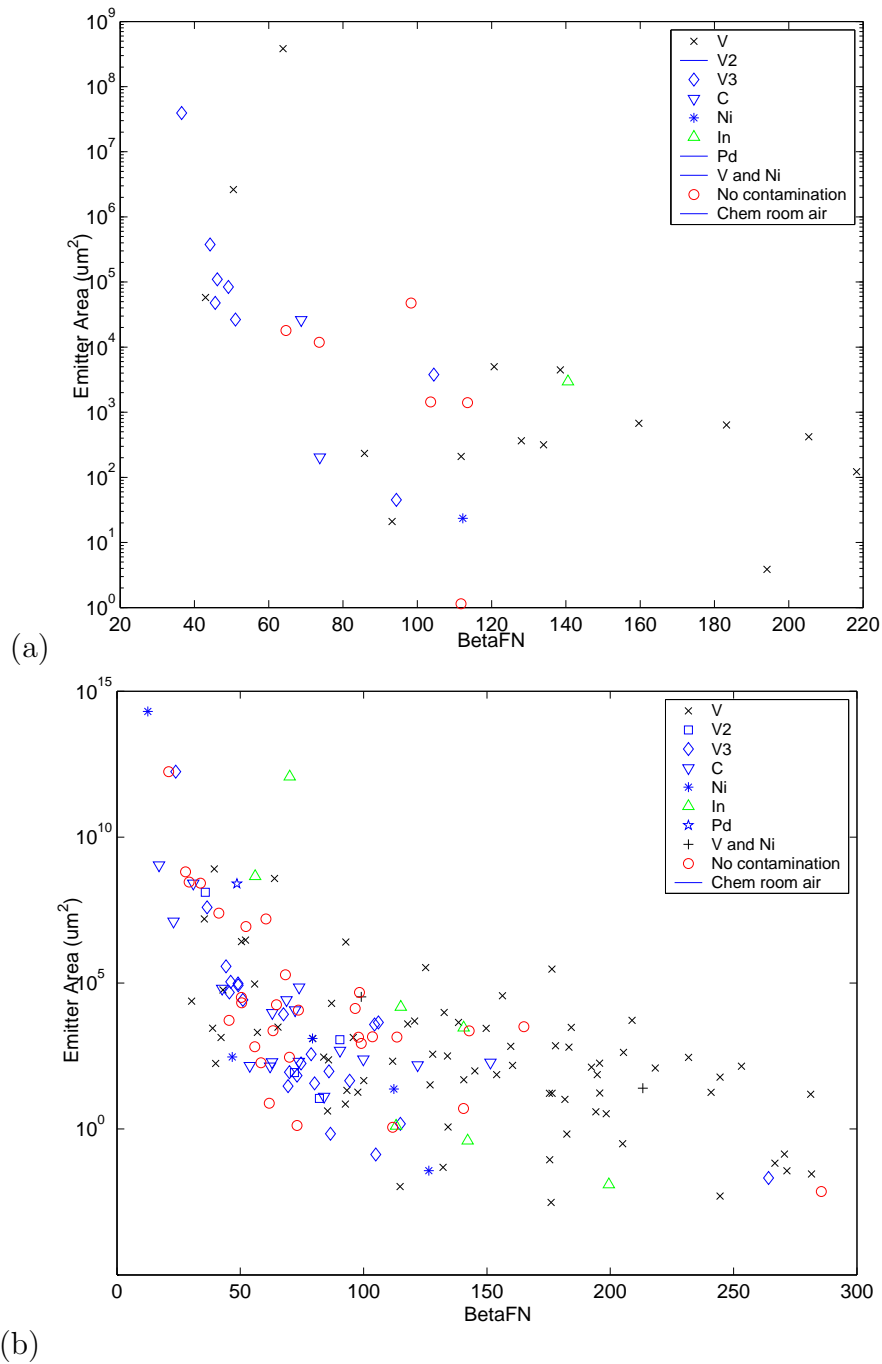 10^9
10^8
10^7
10^6
10^5
10^4
10^3
10^2
10^1
10^0
Emitter Area (um^2)
V
V2
V3
C
Ni
In
Pd
V and Ni
No contamination
Chem room air
20 40 60 80 100 120 140 160 180 200 220
BetaFN
(a)
10^15
10^10
10^5
10^0
Emitter Area (um^2)
V
V2
V3
C
Ni
In
Pd
V and Ni
No contamination
Chem room air
0 50 100 150 200 250 300
BetaFN
(b)